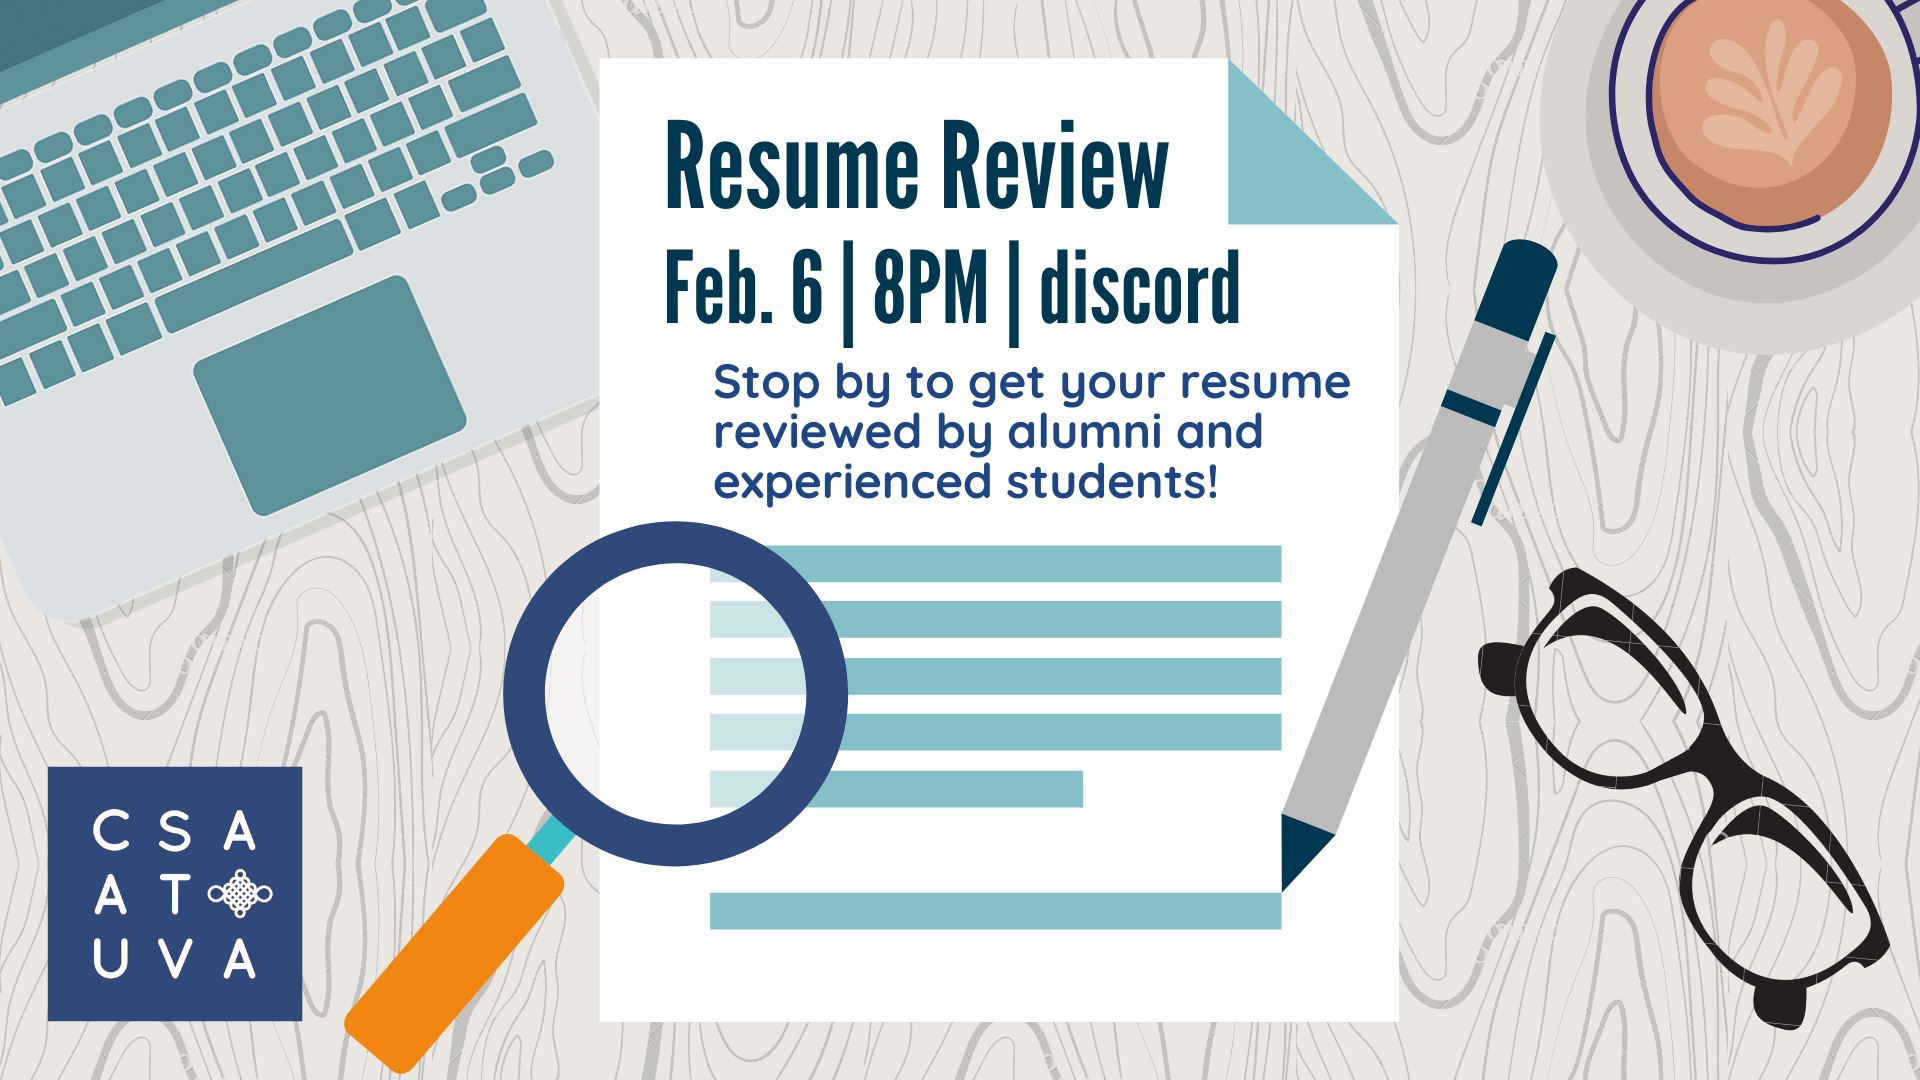 Resume Review
Feb. 6 | 8PM | discord
Stop by to get your resume
reviewed by alumni and
experienced students!
C S A
A T
U V A